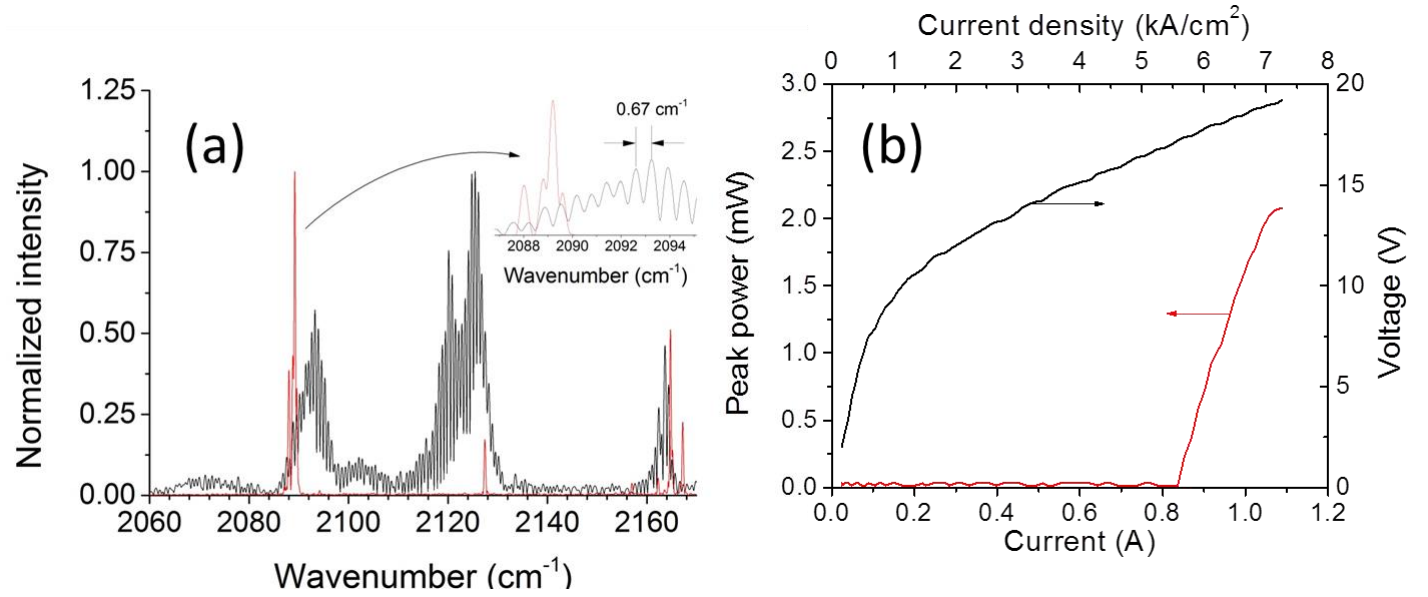 (a)
Normalized intensity
1.25
1.00
0.75
0.50
0.25
0.00
2060 2080 2100 2120 2140 2160
Wavenumber (cm⁻¹)
0.67 cm⁻¹
2088 2090 2092 2094
Wavenumber (cm⁻¹)
(b)
Current density (kA/cm²)
0 1 2 3 4 5 6 7 8
Peak power (mW)
3.0
2.5
2.0
1.5
1.0
0.5
0.0
20
15
10
5
0
Voltage (V)
0.0 0.2 0.4 0.6 0.8 1.0 1.2
Current (A)